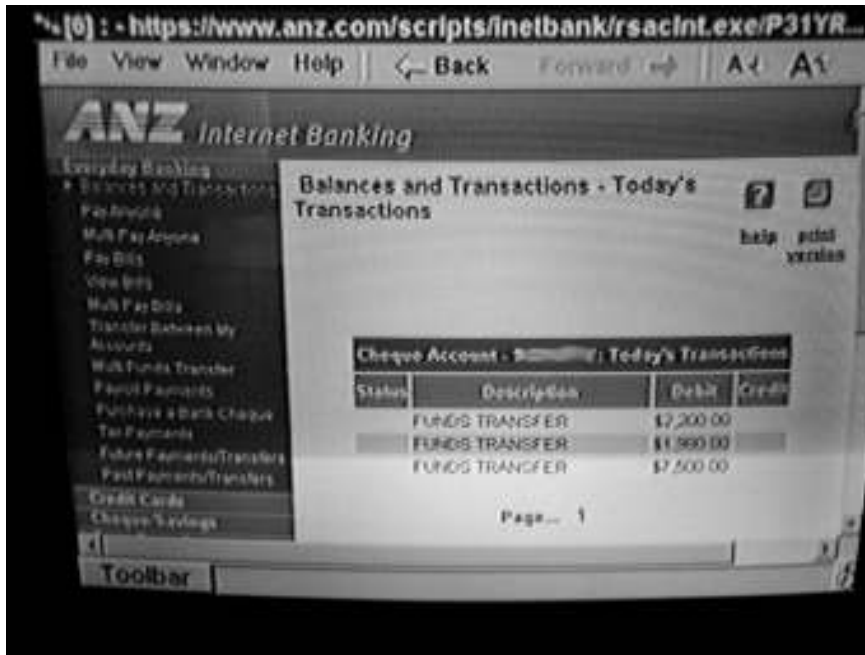 [6] : - https://www.anz.com/scripts/inetbank/rsacint.exe/P31YR...
File View Window Help Back Forward A A
ANZ Internet Banking
Everyday Banking
Balances and Transactions
Pay Anyone
Multi Pay Anyone
Pay Bills
View Bills
Multi Pay Bills
Transfer Between My
Accounts
Multi Funds Transfer
Payroll Payments
Purchase a Bank Cheque
Tax Payments
Future Payments/Transfers
Past Payments/Transfers
Credit Cards
Cheque/Savings
Balances and Transactions - Today's
Transactions
help print
version
Cheque Account - : Today's Transactions
Status Description Debit Credit
FUNDS TRANSFER
FUNDS TRANSFER
FUNDS TRANSFER $7,500.00
Page... 1
Toolbar